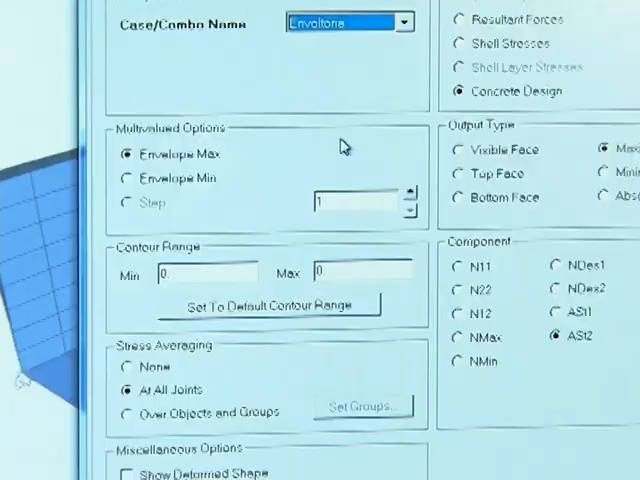 Case/Combo Name
Envoltoria
Resultant Forces
Shell Stresses
Shell Layer Stresses
Concrete Design
Multivalued Options
Envelope Max
Envelope Min
Step
1
Output Type
Visible Face
Top Face
Bottom Face
Contour Range
Min
0.
Max
0.
Set To Default Contour Range
Component
N11
N22
N12
NMax
NMin
NDes1
NDes2
ASt1
ASt2
Stress Averaging
None
At All Joints
Over Objects and Groups
Set Groups...
Miscellaneous Options
Show Deformed Shape